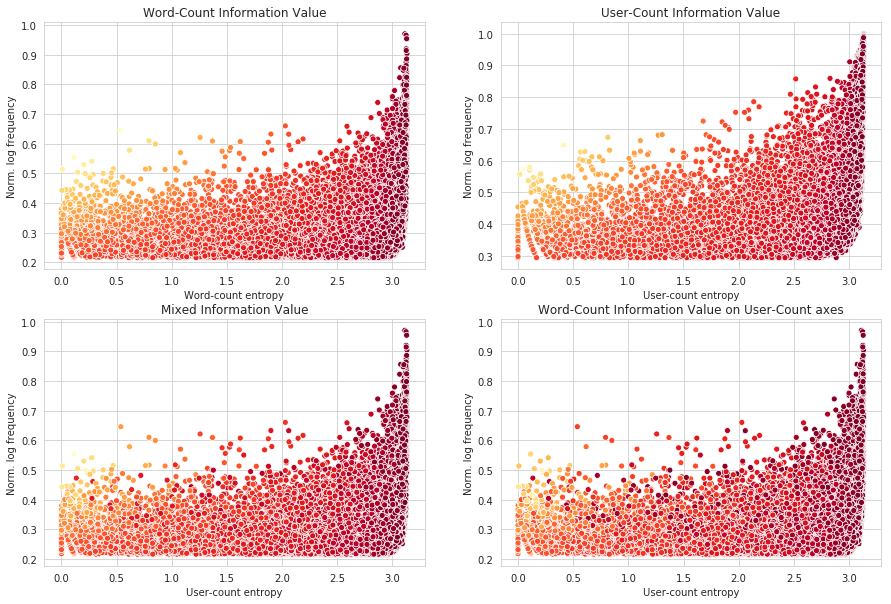 Word-Count Information Value
User-Count Information Value
1.0
0.9
0.8
0.7
0.6
0.5
0.4
0.3
0.2
Norm. log frequency
0.0 0.5 1.0 1.5 2.0 2.5 3.0
Word-count entropy
1.0
0.9
0.8
0.7
0.6
0.5
0.4
0.3
Norm. log frequency
0.0 0.5 1.0 1.5 2.0 2.5 3.0
User-count entropy
Mixed Information Value
Word-Count Information Value on User-Count axes
1.0
0.9
0.8
0.7
0.6
0.5
0.4
0.3
0.2
Norm. log frequency
0.0 0.5 1.0 1.5 2.0 2.5 3.0
User-count entropy
1.0
0.9
0.8
0.7
0.6
0.5
0.4
0.3
0.2
Norm. log frequency
0.0 0.5 1.0 1.5 2.0 2.5 3.0
User-count entropy